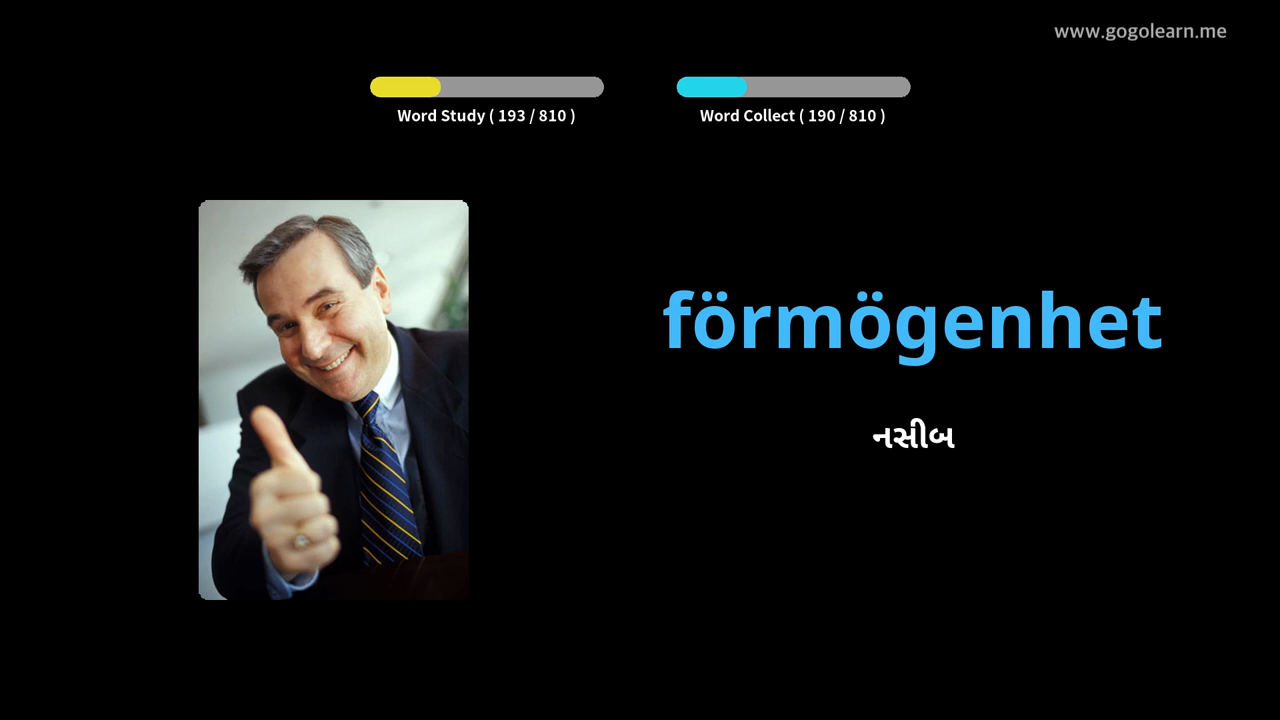 www.gogolearn.me
Word Study ( 193 / 810 )
Word Collect ( 190 / 810 )
förmögenhet
નસીબ